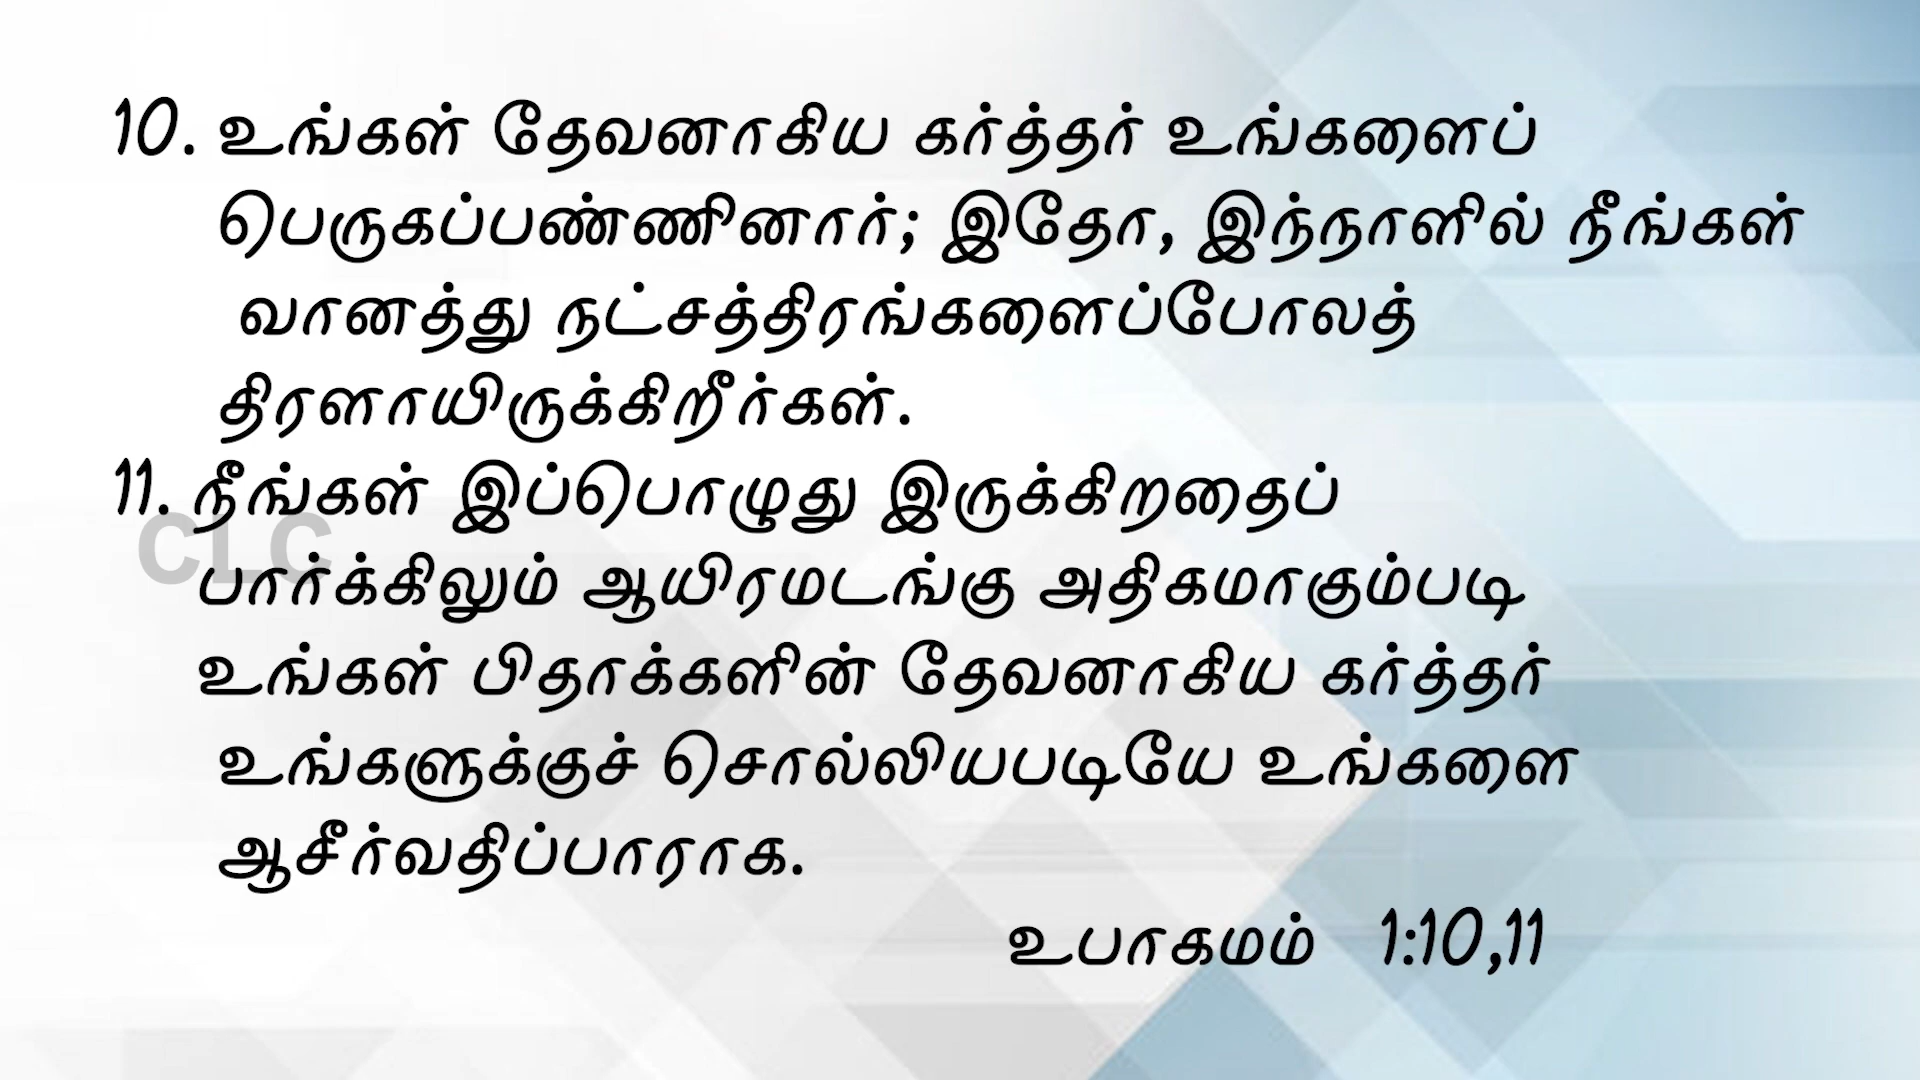 10. உங்கள் தேவனாகிய கர்த்தர் உங்களைப்
பெருகப்பண்ணினார்; இதோ, இந்நாளில் நீங்கள்
வானத்து நட்சத்திரங்களைப்போலத்
திரளாயிருக்கிறீர்கள்.
11. நீங்கள் இப்பொழுது இருக்கிறதைப்
CLC
பார்க்கிலும் ஆயிரமடங்கு அதிகமாகும்படி
உங்கள் பிதாக்களின் தேவனாகிய கர்த்தர்
உங்களுக்குச் சொல்லியபடியே உங்களை
ஆசீர்வதிப்பாராக.
உபாகமம் 1:10,11